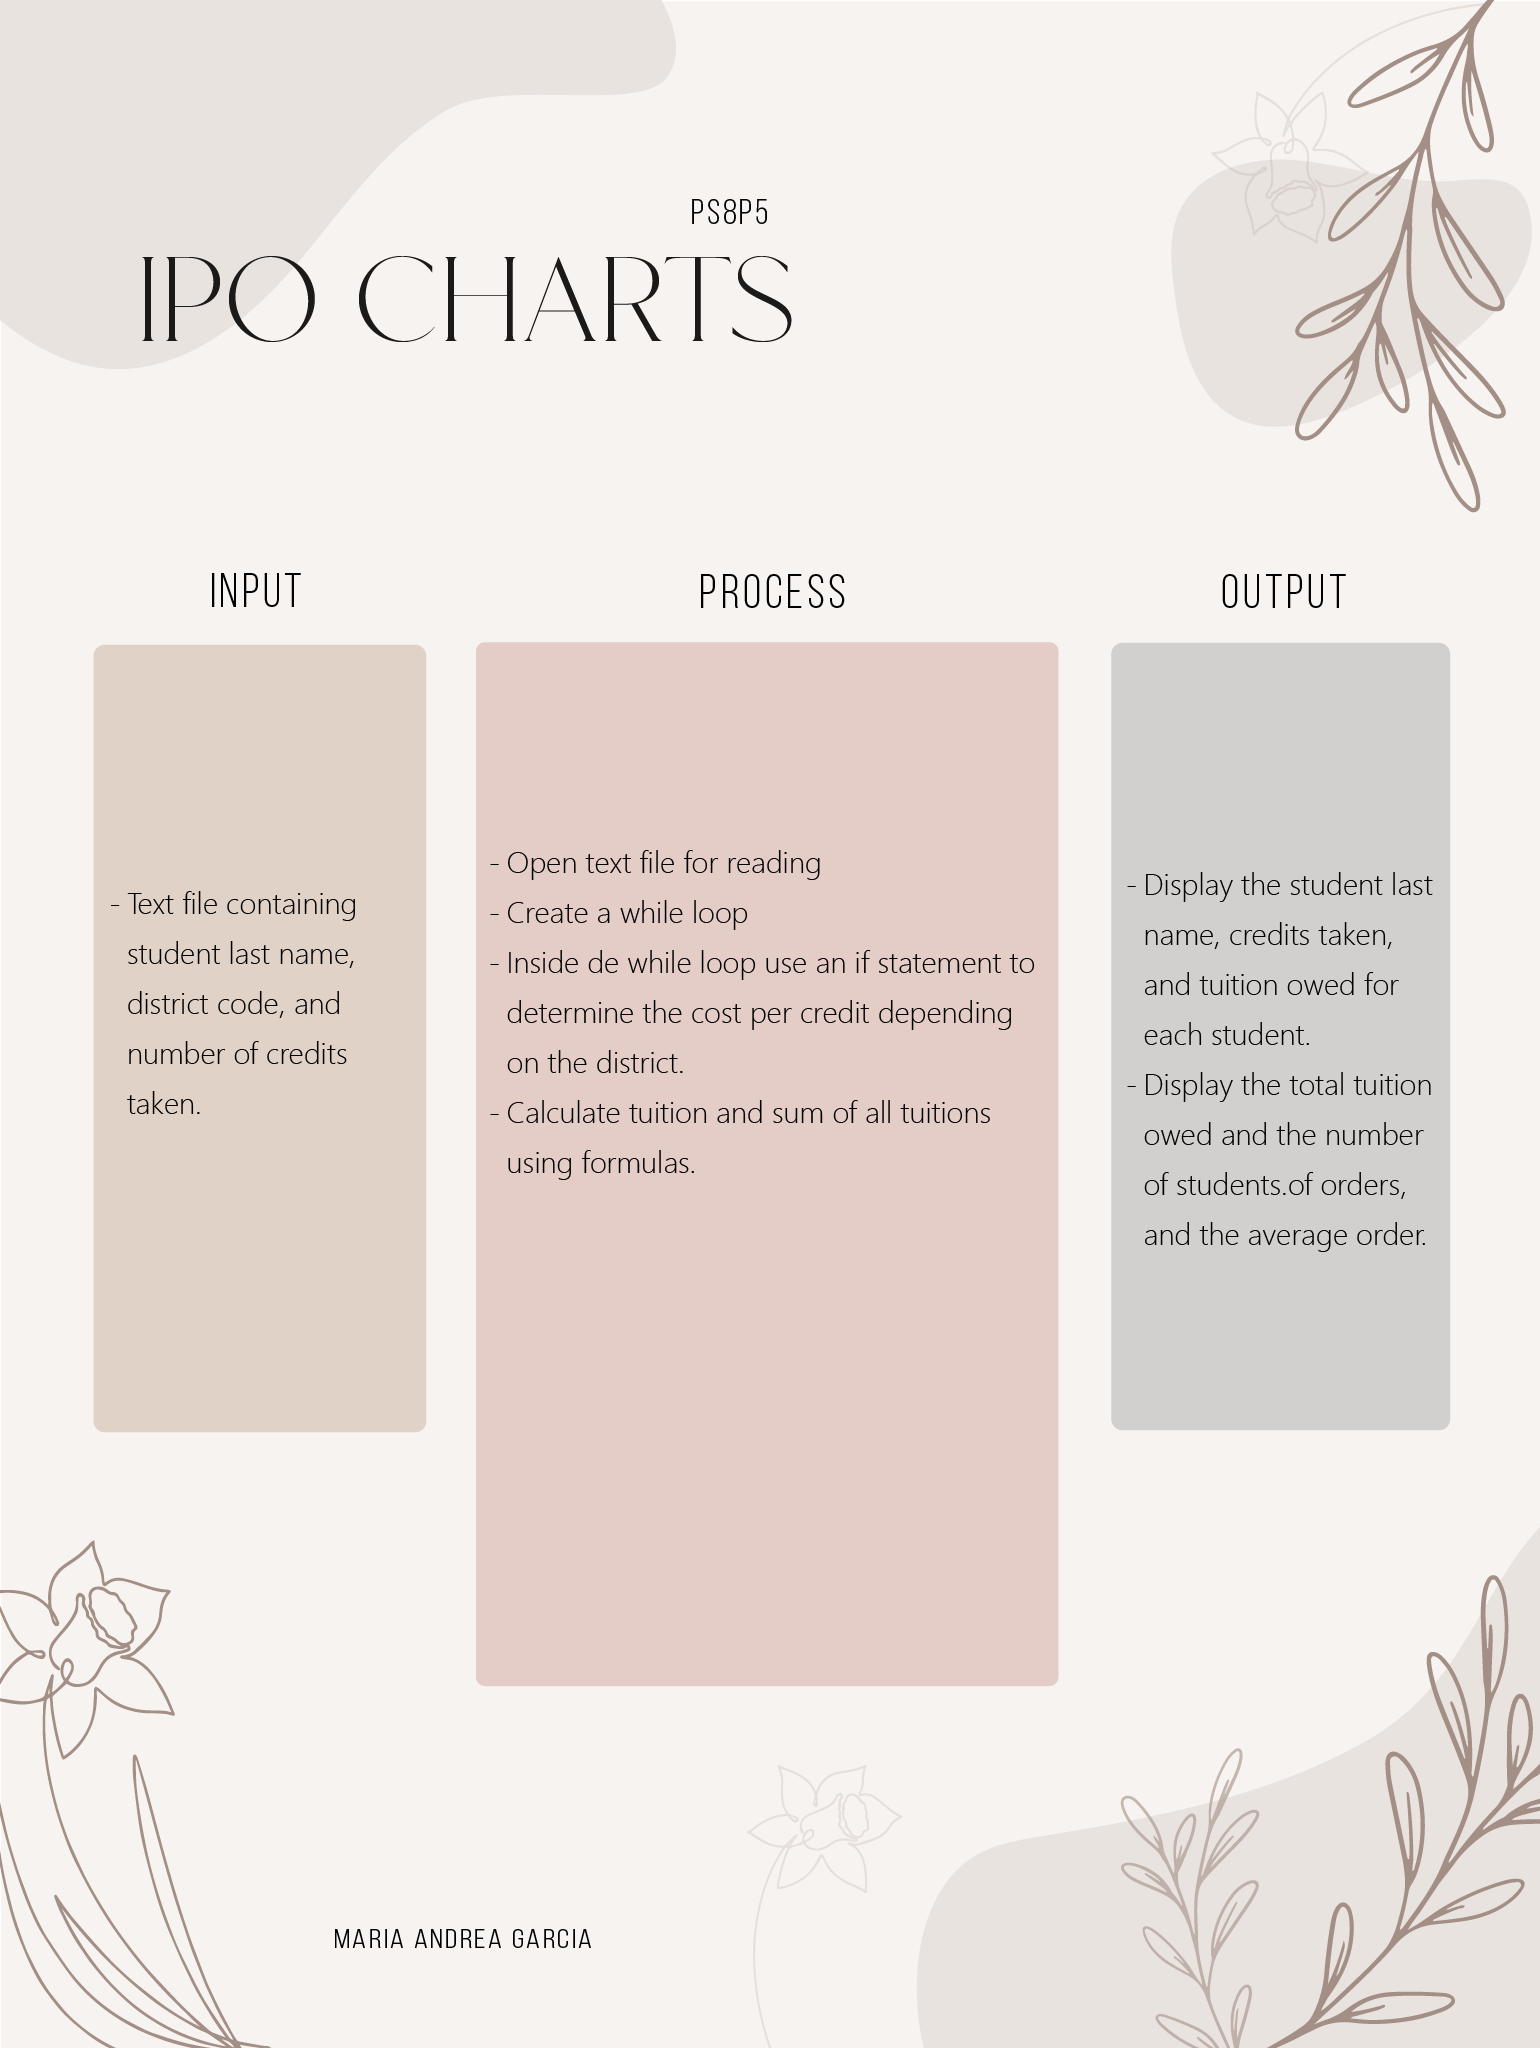 PS8P5
IPO CHARTS
INPUT
- Text file containing
student last name,
district code, and
number of credits
taken.
PROCESS
- Open text file for reading
- Create a while loop
- Inside de while loop use an if statement to
determine the cost per credit depending
on the district.
- Calculate tuition and sum of all tuitions
using formulas.
OUTPUT
- Display the student last
name, credits taken,
and tuition owed for
each student.
- Display the total tuition
owed and the number
of students.of orders,
and the average order.
MARIA ANDREA GARCIA